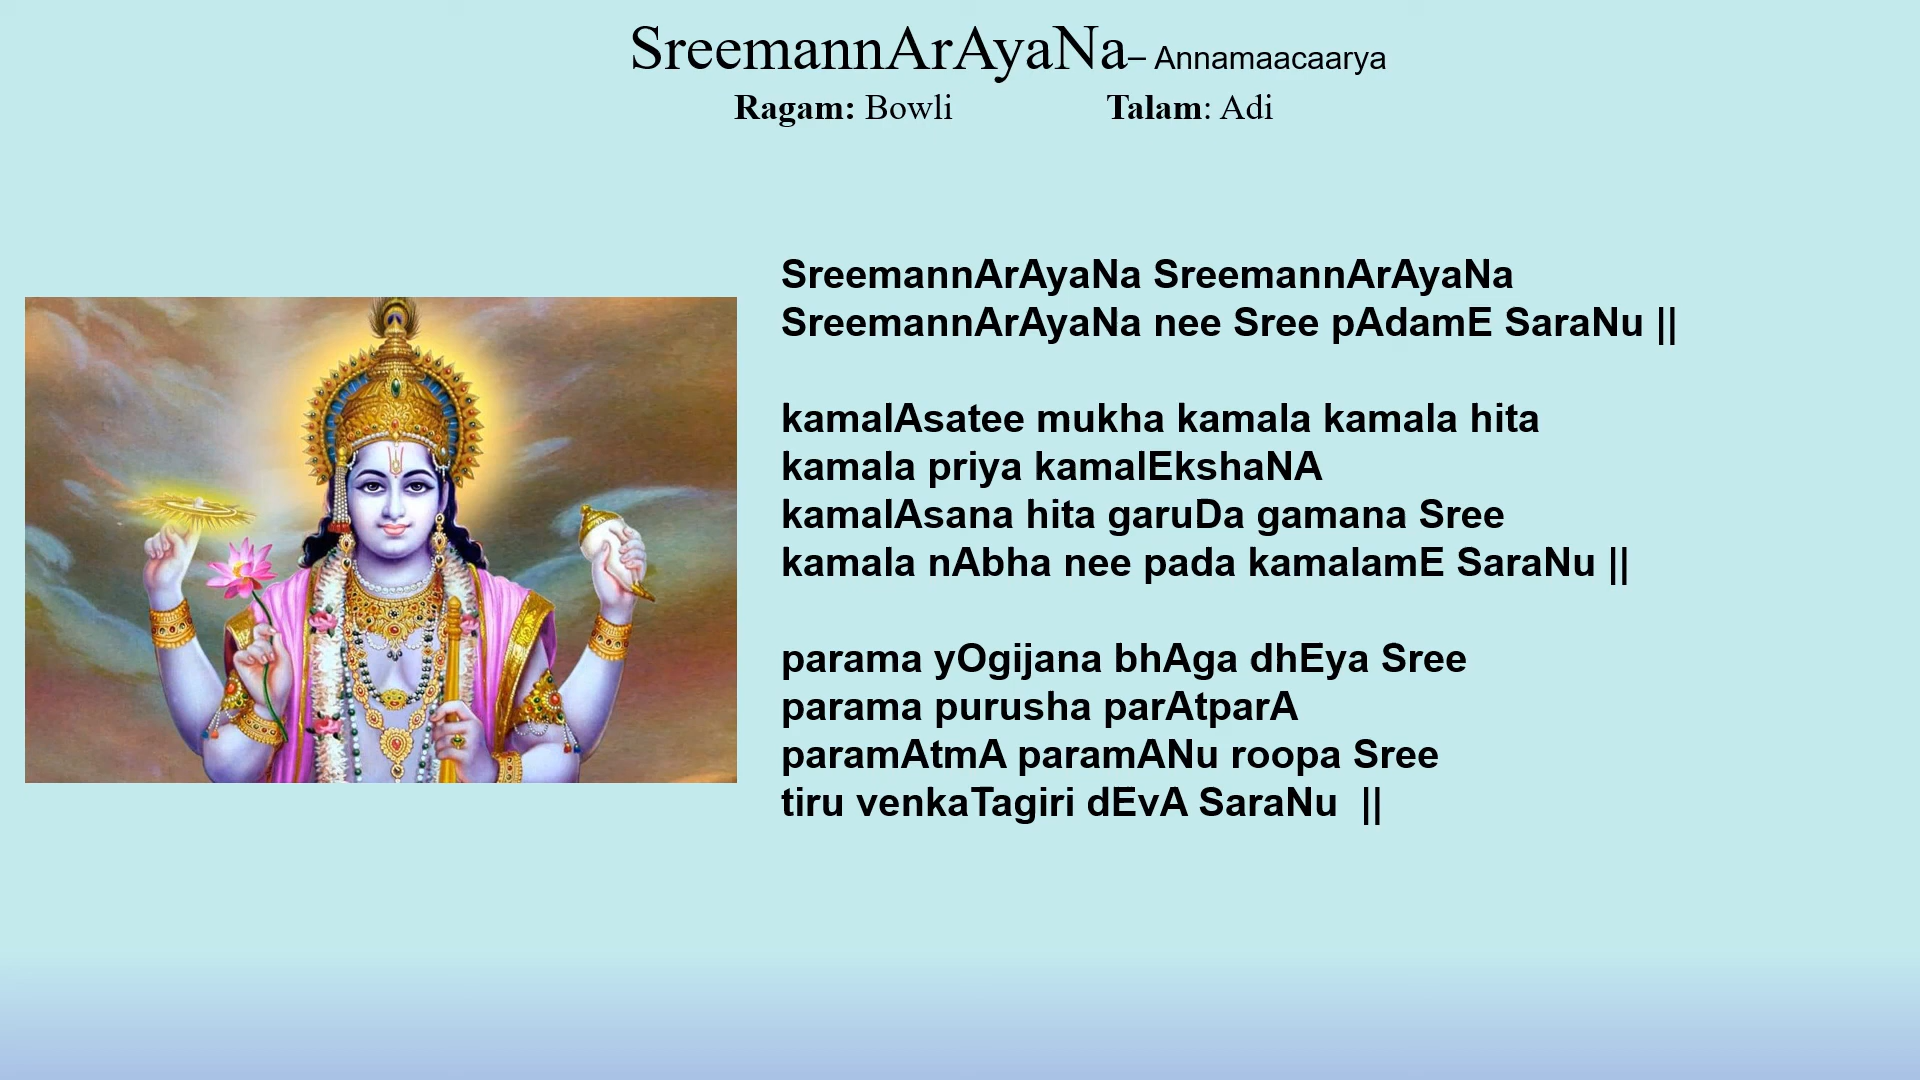 SreemannArAyaNa– Annamaacaarya
Ragam: Bowli Talam: Adi
SreemannArAyaNa SreemannArAyaNa
SreemannArAyaNa nee Sree pAdamE SaraNu ||
kamalAsatee mukha kamala kamala hita
kamala priya kamalEkshaNA
kamalAsana hita garuDa gamana Sree
kamala nAbha nee pada kamalamE SaraNu ||
parama yOgijana bhAga dhEya Sree
parama purusha parAtparA
paramAtmA paramANu roopa Sree
tiru venkaTagiri dEvA SaraNu ||